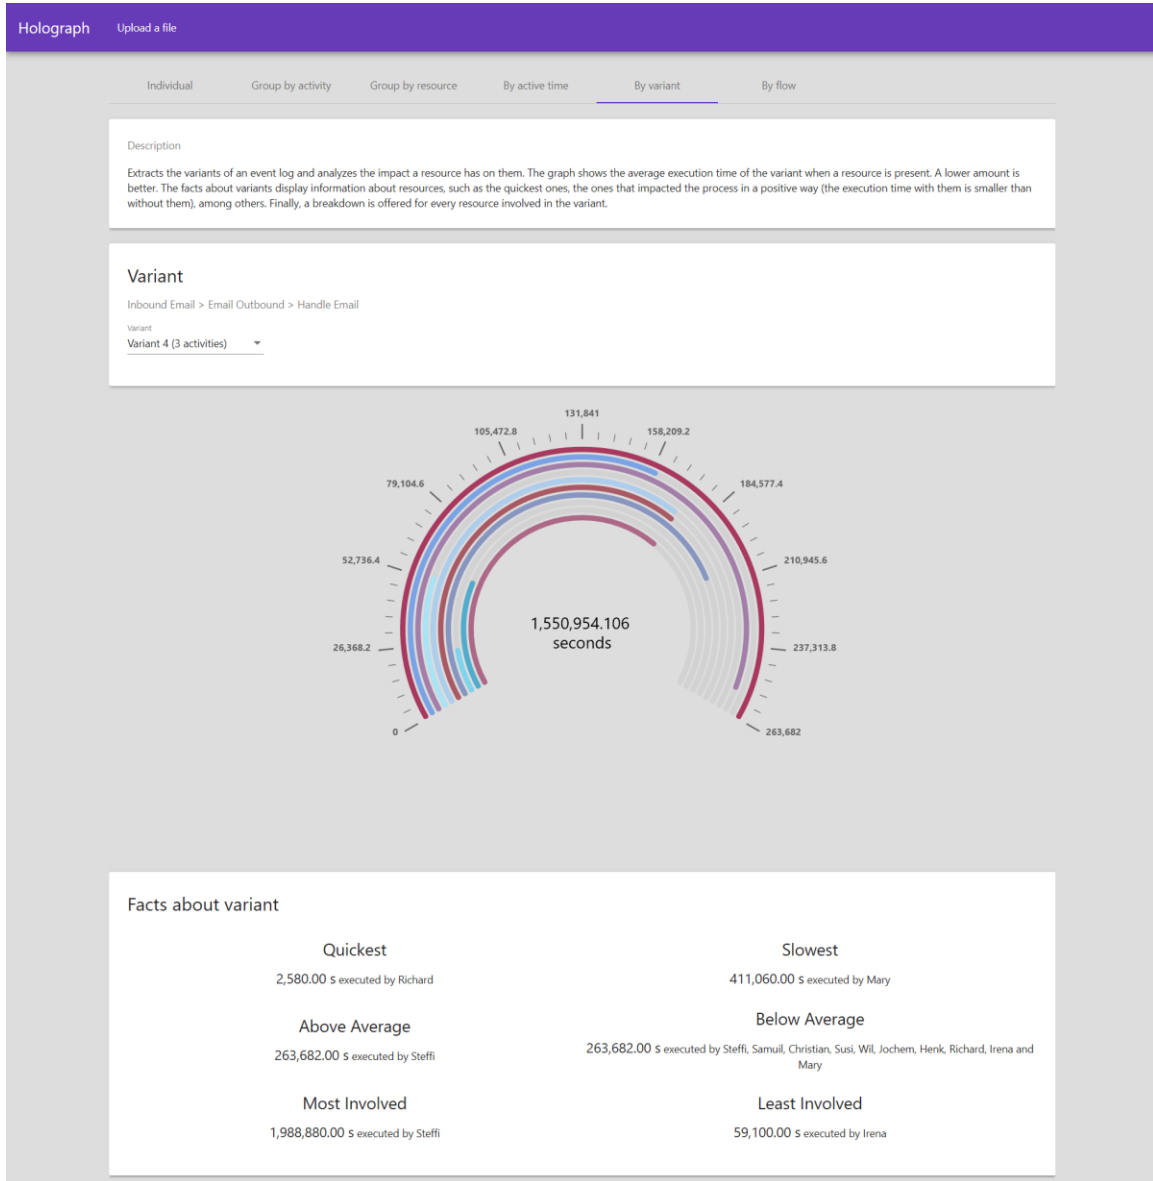 Holograph Upload a file
Individual Group by activity Group by resource By active time By variant By flow
Description
Extracts the variants of an event log and analyzes the impact a resource has on them. The graph shows the average execution time of the variant when a resource is present. A lower amount is
better. The facts about variants display information about resources, such as the quickest ones, the ones that impacted the process in a positive way (the execution time with them is smaller than
without them), among others. Finally, a breakdown is offered for every resource involved in the variant.
Variant
Inbound Email > Email Outbound > Handle Email
Variant
Variant 4 (3 activities)
131,841
105,472.8 158,209.2
79,104.6 184,577.4
52,736.4 210,945.6
1,550,954.106
seconds
26,368.2 237,313.8
0 263,682
Facts about variant
Quickest
2,580.00 s executed by Richard
Slowest
411,060.00 s executed by Mary
Above Average
263,682.00 s executed by Steffi
Below Average
263,682.00 s executed by Steffi, Samuil, Christian, Susi, Wil, Jochem, Henk, Richard, Irena and
Mary
Most Involved
1,988,880.00 s executed by Steffi
Least Involved
59,100.00 s executed by Irena